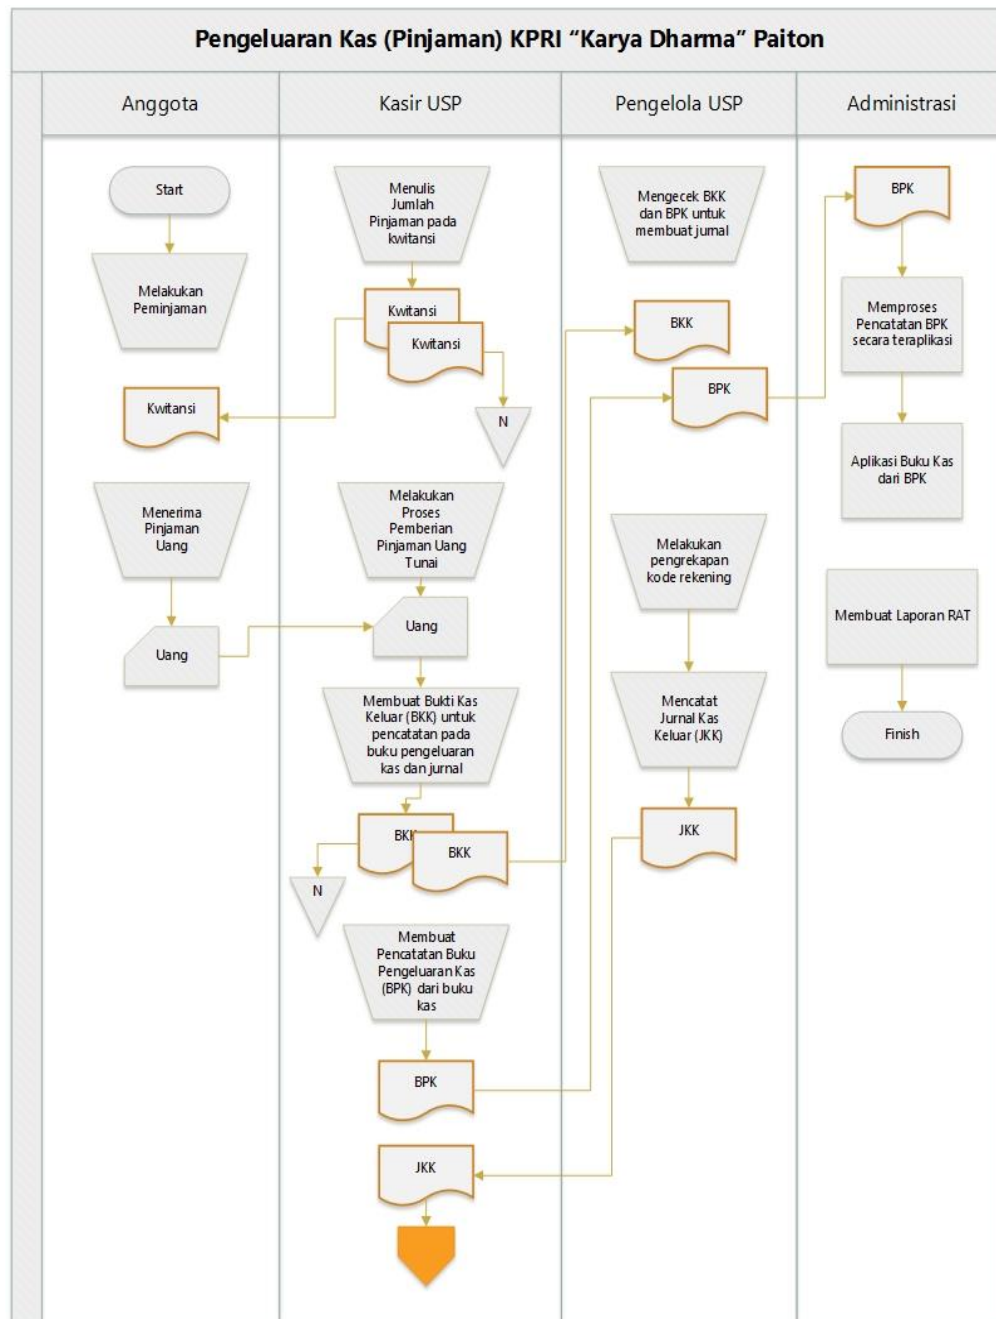 Pengeluaran Kas (Pinjaman) KPRI “Karya Dharma” Paiton
Anggota
Kasir USP
Pengelola USP
Administrasi
Start
Melakukan
Peminjaman
Kwitansi
Menerima
Pinjaman
Uang
Uang
Menulis
Jumlah
Pinjaman pada
kwitansi
Kwitansi
Kwitansi
N
Melakukan
Proses
Pemberian
Pinjaman Uang
Tunai
Uang
Membuat Bukti Kas
Keluar (BKK) untuk
pencatatan pada
buku pengeluaran
kas dan jurnal
BKK
BKK
N
Membuat
Pencatatan Buku
Pengeluaran Kas
(BPK) dari buku
kas
BPK
JKK
Mengecek BKK
dan BPK untuk
membuat jurnal
BKK
BPK
Melakukan
pengrekapan
kode rekening
Mencatat
Jurnal Kas
Keluar (JKK)
JKK
BPK
Memproses
Pencatatan BPK
secara teraplikasi
Aplikasi Buku Kas
dari BPK
Membuat Laporan RAT
Finish